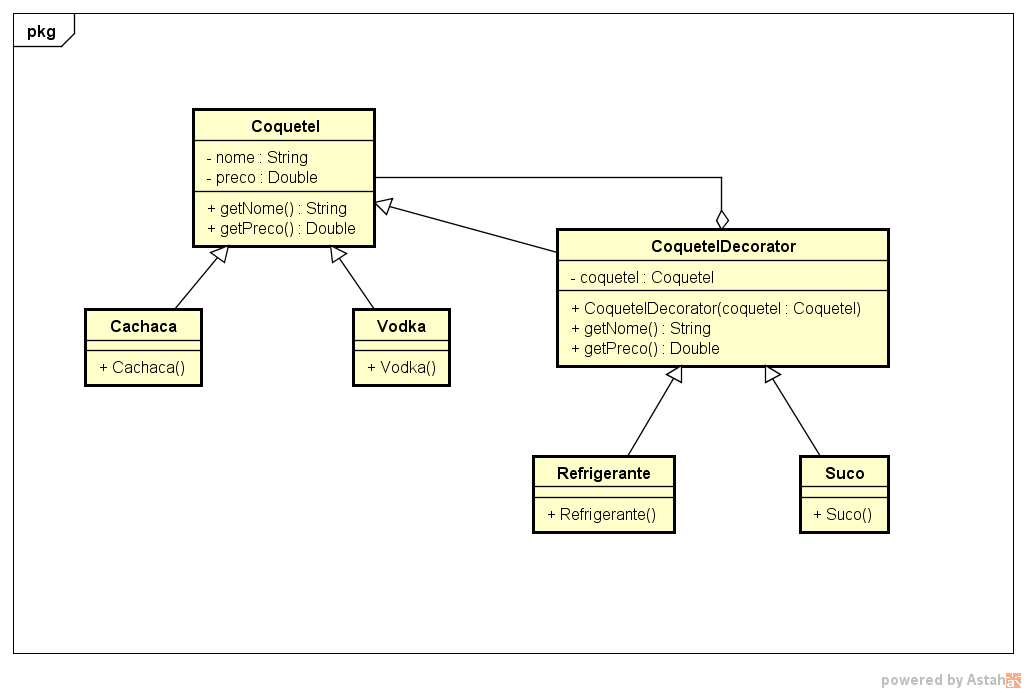 pkg
Coquetel
- nome : String
- preco : Double
+ getNome() : String
+ getPreco() : Double
CoquetelDecorator
- coquetel : Coquetel
+ CoquetelDecorator(coquetel : Coquetel)
+ getNome() : String
+ getPreco() : Double
Cachaca
+ Cachaca()
Vodka
+ Vodka()
Refrigerante
+ Refrigerante()
Suco
+ Suco()
powered by Astah